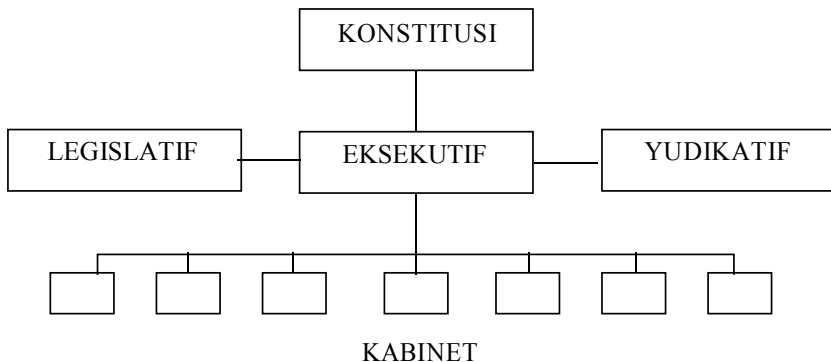 KONSTITUSI
LEGISLATIF
EKSEKUTIF
YUDIKATIF
KABINET